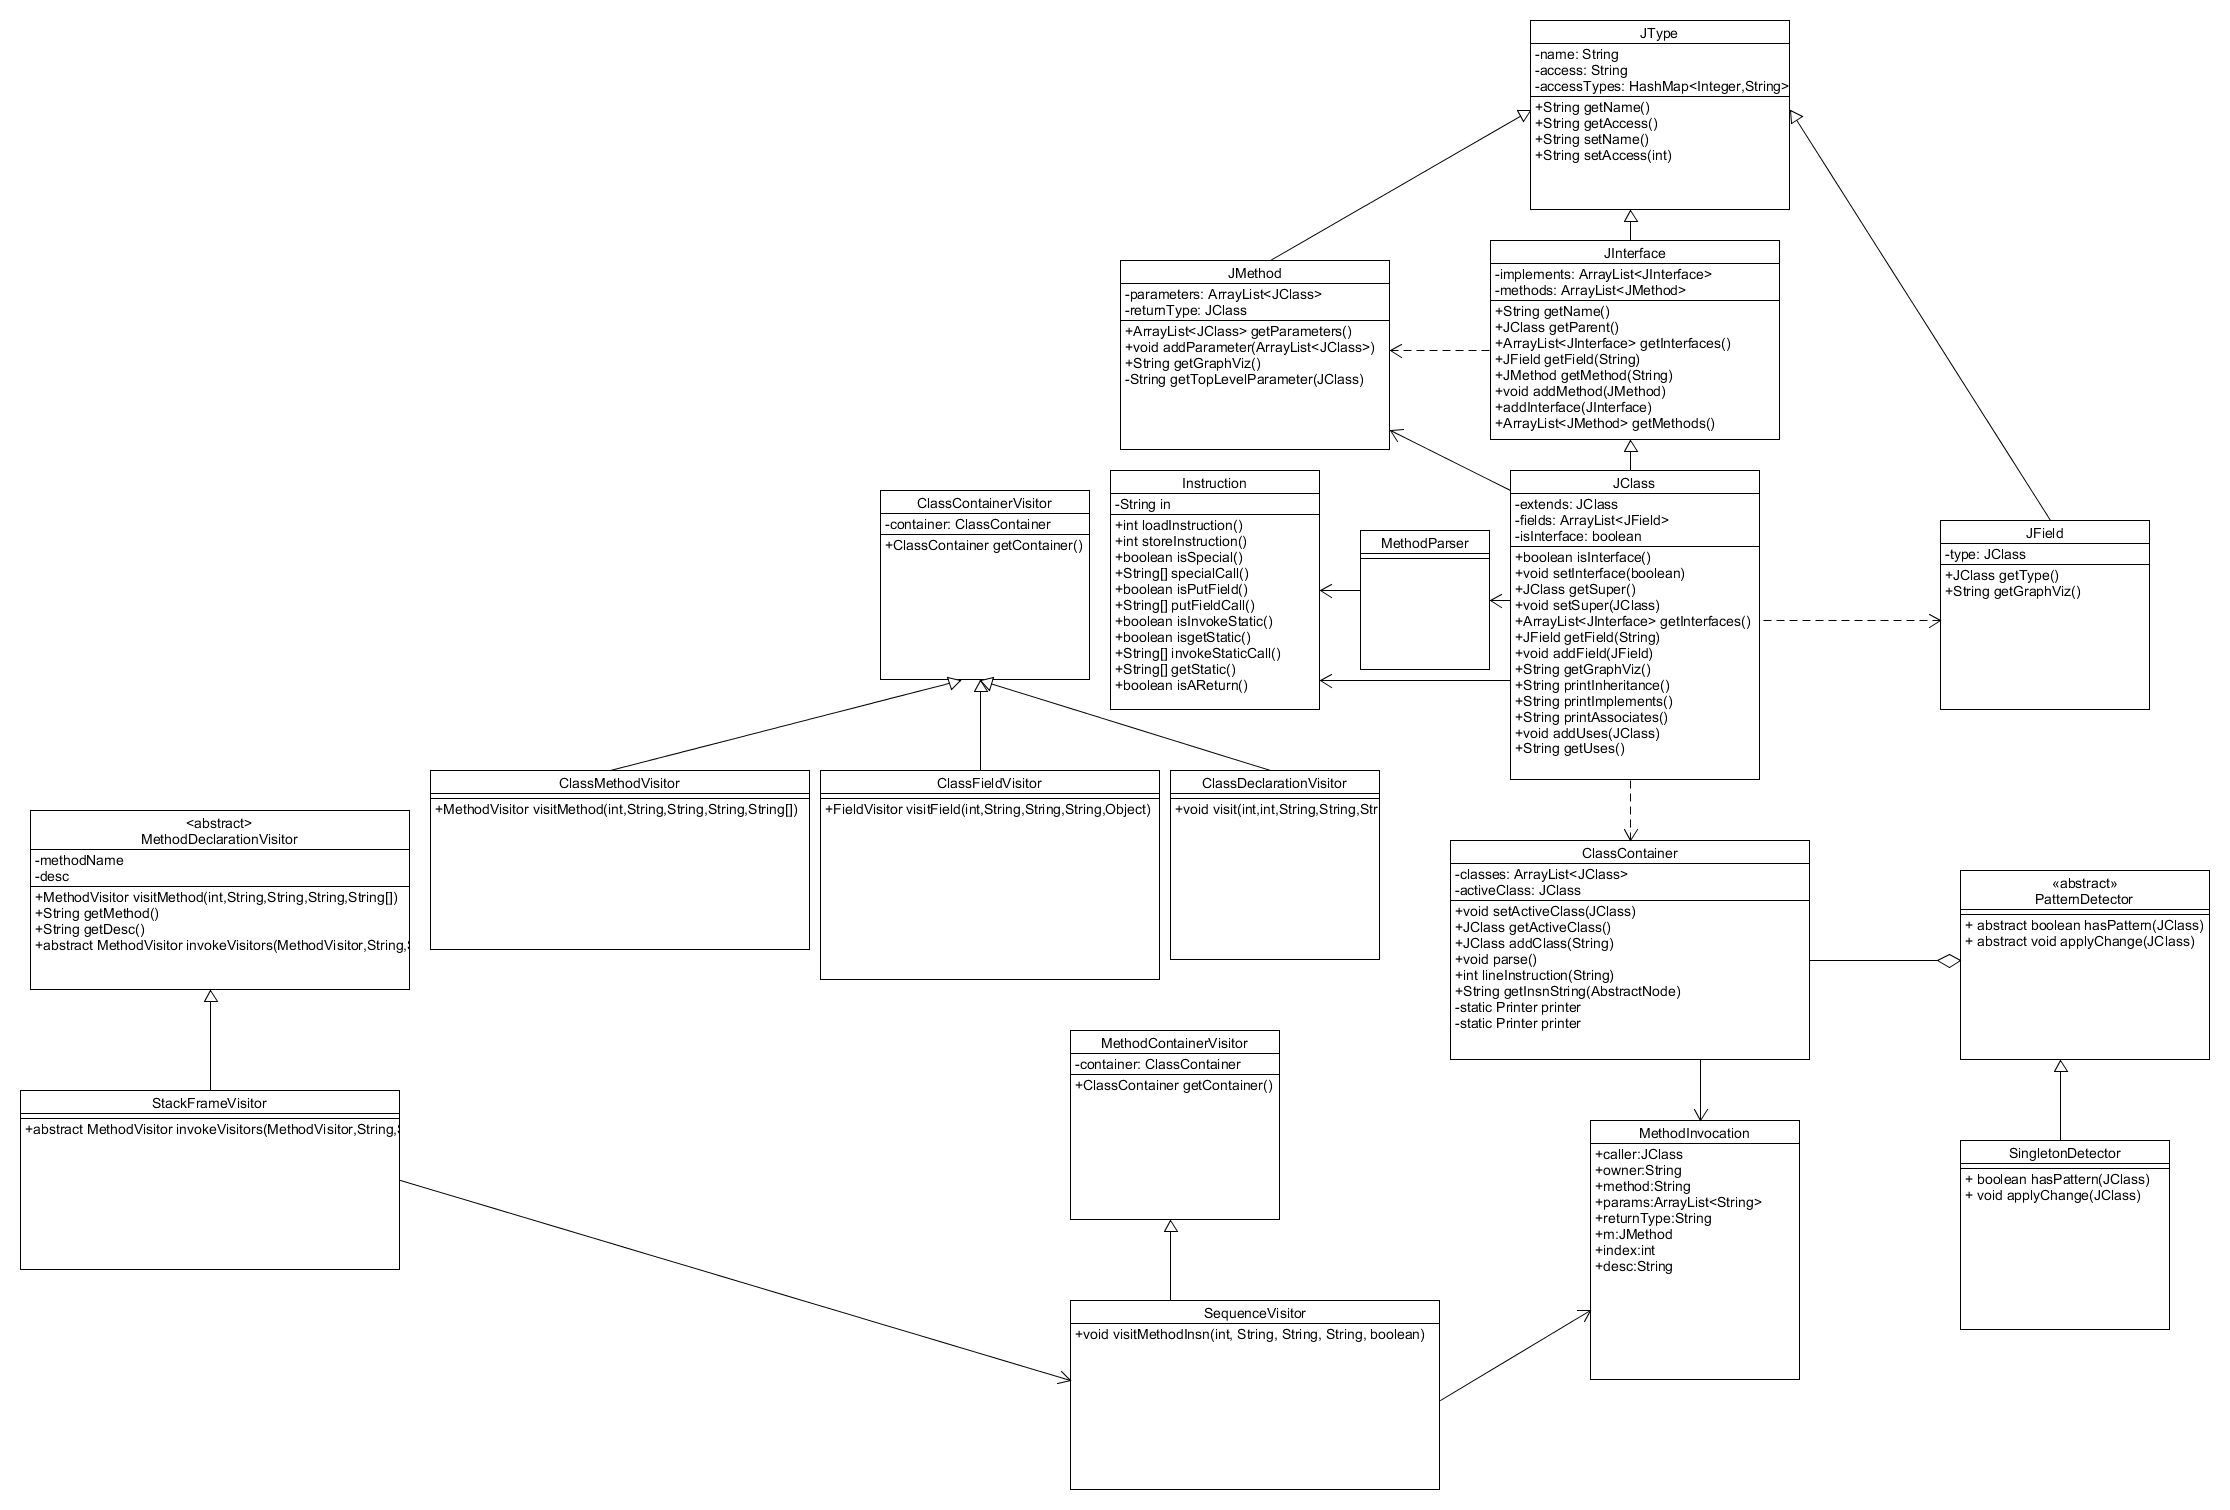 JType
-name: String
-access: String
-accessTypes: HashMap<Integer,String>
+String getName()
+String getAccess()
+String setName()
+String setAccess(int)
JMethod
-parameters: ArrayList<JClass>
-returnType: JClass
+ArrayList<JClass> getParameters()
+void addParameter(ArrayList<JClass>)
+String getGraphViz()
-String getTopLevelParameter(JClass)
JInterface
-implements: ArrayList<JInterface>
-methods: ArrayList<JMethod>
+String getName()
+JClass getParent()
+ArrayList<JInterface> getInterfaces()
+JField getField(String)
+JMethod getMethod(String)
+void addMethod(JMethod)
+addInterface(JInterface)
+ArrayList<JMethod> getMethods()
ClassContainerVisitor
-container: ClassContainer
+ClassContainer getContainer()
Instruction
-String in
+int loadInstruction()
+int storeInstruction()
+boolean isSpecial()
+String[] specialCall()
+boolean isPutField()
+String[] putFieldCall()
+boolean isInvokeStatic()
+boolean isgetStatic()
+String[] invokeStaticCall()
+String[] getStatic()
+boolean isAReturn()
MethodParser
JClass
-extends: JClass
-fields: ArrayList<JField>
-isInterface: boolean
+boolean isInterface()
+void setInterface(boolean)
+JClass getSuper()
+void setSuper(JClass)
+ArrayList<JInterface> getInterfaces()
+JField getField(String)
+void addField(JField)
+String getGraphViz()
+String printInheritance()
+String printImplements()
+String printAssociates()
+void addUses(JClass)
+String getUses()
JField
-type: JClass
+JClass getType()
+String getGraphViz()
<abstract>
MethodDeclarationVisitor
-methodName
-desc
+MethodVisitor visitMethod(int,String,String,String,String[])
+String getMethod()
+String getDesc()
+abstract MethodVisitor invokeVisitors(MethodVisitor,String,
ClassMethodVisitor
+MethodVisitor visitMethod(int,String,String,String,String[])
ClassFieldVisitor
+FieldVisitor visitField(int,String,String,String,Object)
ClassDeclarationVisitor
+void visit(int,int,String,String,Str
ClassContainer
-classes: ArrayList<JClass>
-activeClass: JClass
+void setActiveClass(JClass)
+JClass getActiveClass()
+JClass addClass(String)
+void parse()
+int lineInstruction(String)
+String getInsnString(AbstractNode)
-static Printer printer
-static Printer printer
«abstract»
PatternDetector
+ abstract boolean hasPattern(JClass)
+ abstract void applyChange(JClass)
StackFrameVisitor
+abstract MethodVisitor invokeVisitors(MethodVisitor,String,
MethodContainerVisitor
-container: ClassContainer
+ClassContainer getContainer()
MethodInvocation
+caller:JClass
+owner:String
+method:String
+params:ArrayList<String>
+returnType:String
+m:JMethod
+index:int
+desc:String
SingletonDetector
+ boolean hasPattern(JClass)
+ void applyChange(JClass)
SequenceVisitor
+void visitMethodInsn(int, String, String, String, boolean)